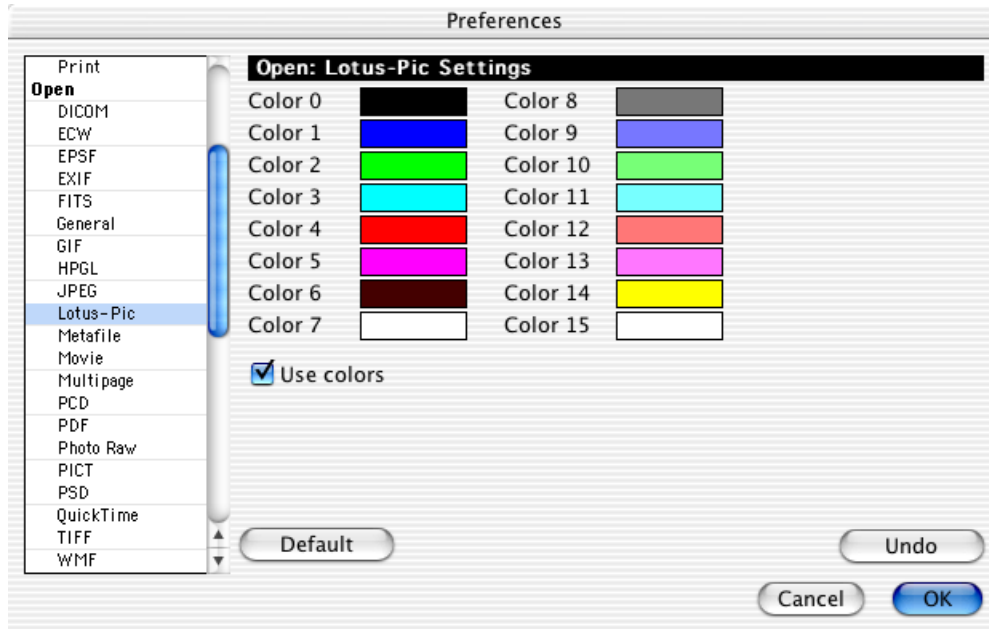 Preferences
Print
Open
DICOM
ECW
EPSF
EXIF
FITS
General
GIF
HPGL
JPEG
Lotus-Pic
Metafile
Movie
Multipage
PCD
PDF
Photo Raw
PICT
PSD
QuickTime
TIFF
WMF
Open: Lotus-Pic Settings
Color 0 Color 8
Color 1 Color 9
Color 2 Color 10
Color 3 Color 11
Color 4 Color 12
Color 5 Color 13
Color 6 Color 14
Color 7 Color 15
Use colors
Default Undo
Cancel OK